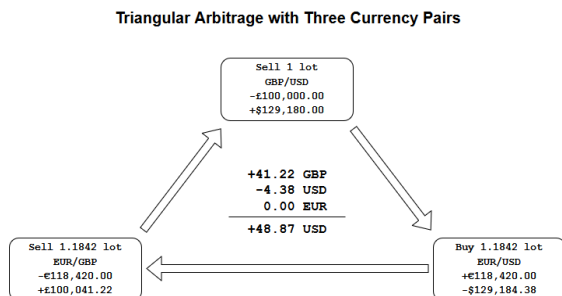 Triangular Arbitrage with Three Currency Pairs
Sell 1 lot
GBP/USD
-£100,000.00
+$129,180.00
+41.22 GBP
-4.38 USD
0.00 EUR
+48.87 USD
Sell 1.1842 lot
EUR/GBP
-€118,420.00
+£100,041.22
Buy 1.1842 lot
EUR/USD
+€118,420.00
-$129,184.38